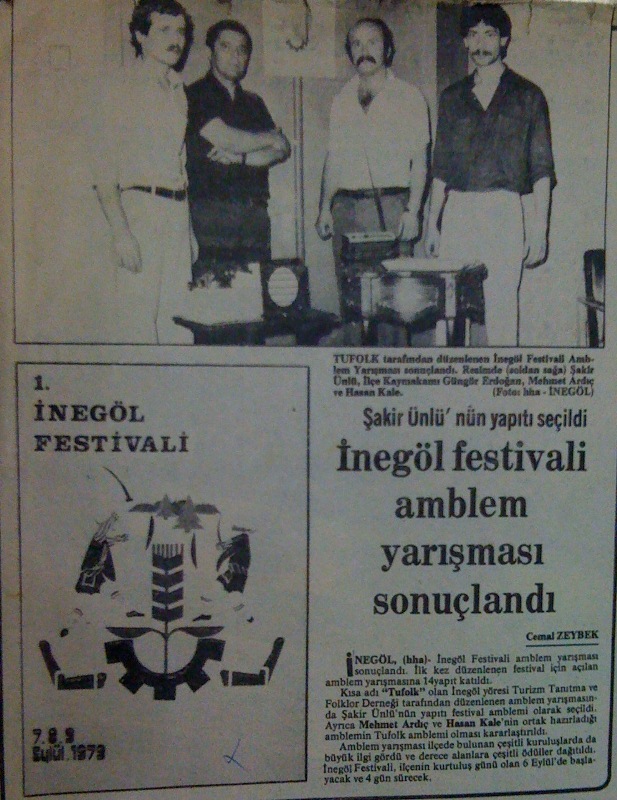 TUFOLK tarafından düzenlenen İnegöl Festivali Amb-
lem Yarışması sonuçlandı. Resimde (soldan sağa) Şakir
Ünlü, İlçe Kaymakamı Güngör Erdoğan, Mehmet Ardıç
ve Hasan Kale. (Foto: hha - İNEGÖL)
1.
İNEGÖL
FESTİVALİ
7.8.9
Eylül.1979
Şakir Ünlü' nün yapıtı seçildi
İnegöl festivali
amblem
yarışması
sonuçlandı
Cemal ZEYBEK
İNEGÖL, (hha)- İnegöl Festivali amblem yarışması
sonuçlandı. İlk kez düzenlenen festival için açılan
amblem yarışmasına 14yapıt katıldı.
Kısa adı "Tufolk" olan İnegöl yöresi Turizm Tanıtma ve
Folklor Derneği tarafından düzenlenen amblem yarışmasın-
da Şakir Ünlü'nün yapıtı festival amblemi olarak seçildi.
Ayrıca Mehmet Ardıç ve Hasan Kale'nin ortak hazırladığı
amblemin Tufolk amblemi olması kararlaştırıldı.
Amblem yarışması ilçede bulunan çeşitli kuruluşlarda da
büyük ilgi gördü ve derece alanlara çeşitli ödüller dağıtıldı.
İnegöl Festivali, ilçenin kurtuluş günü olan 6 Eylül'de başla-
yacak ve 4 gün sürecek.